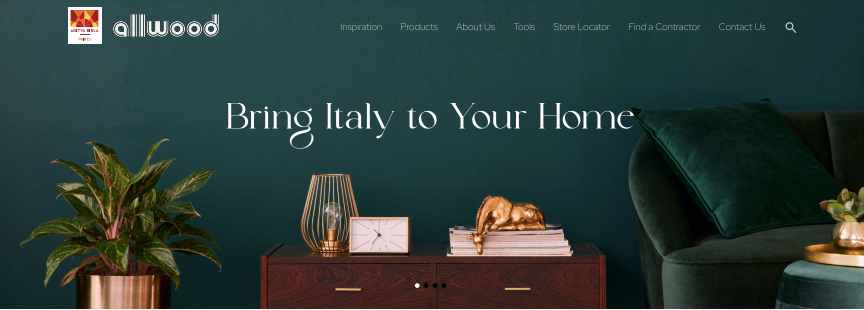 ADITYA BIRLA
PAINTS
allwood
Inspiration Products About Us Tools Store Locator Find a Contractor Contact Us
Bring Italy to Your Home